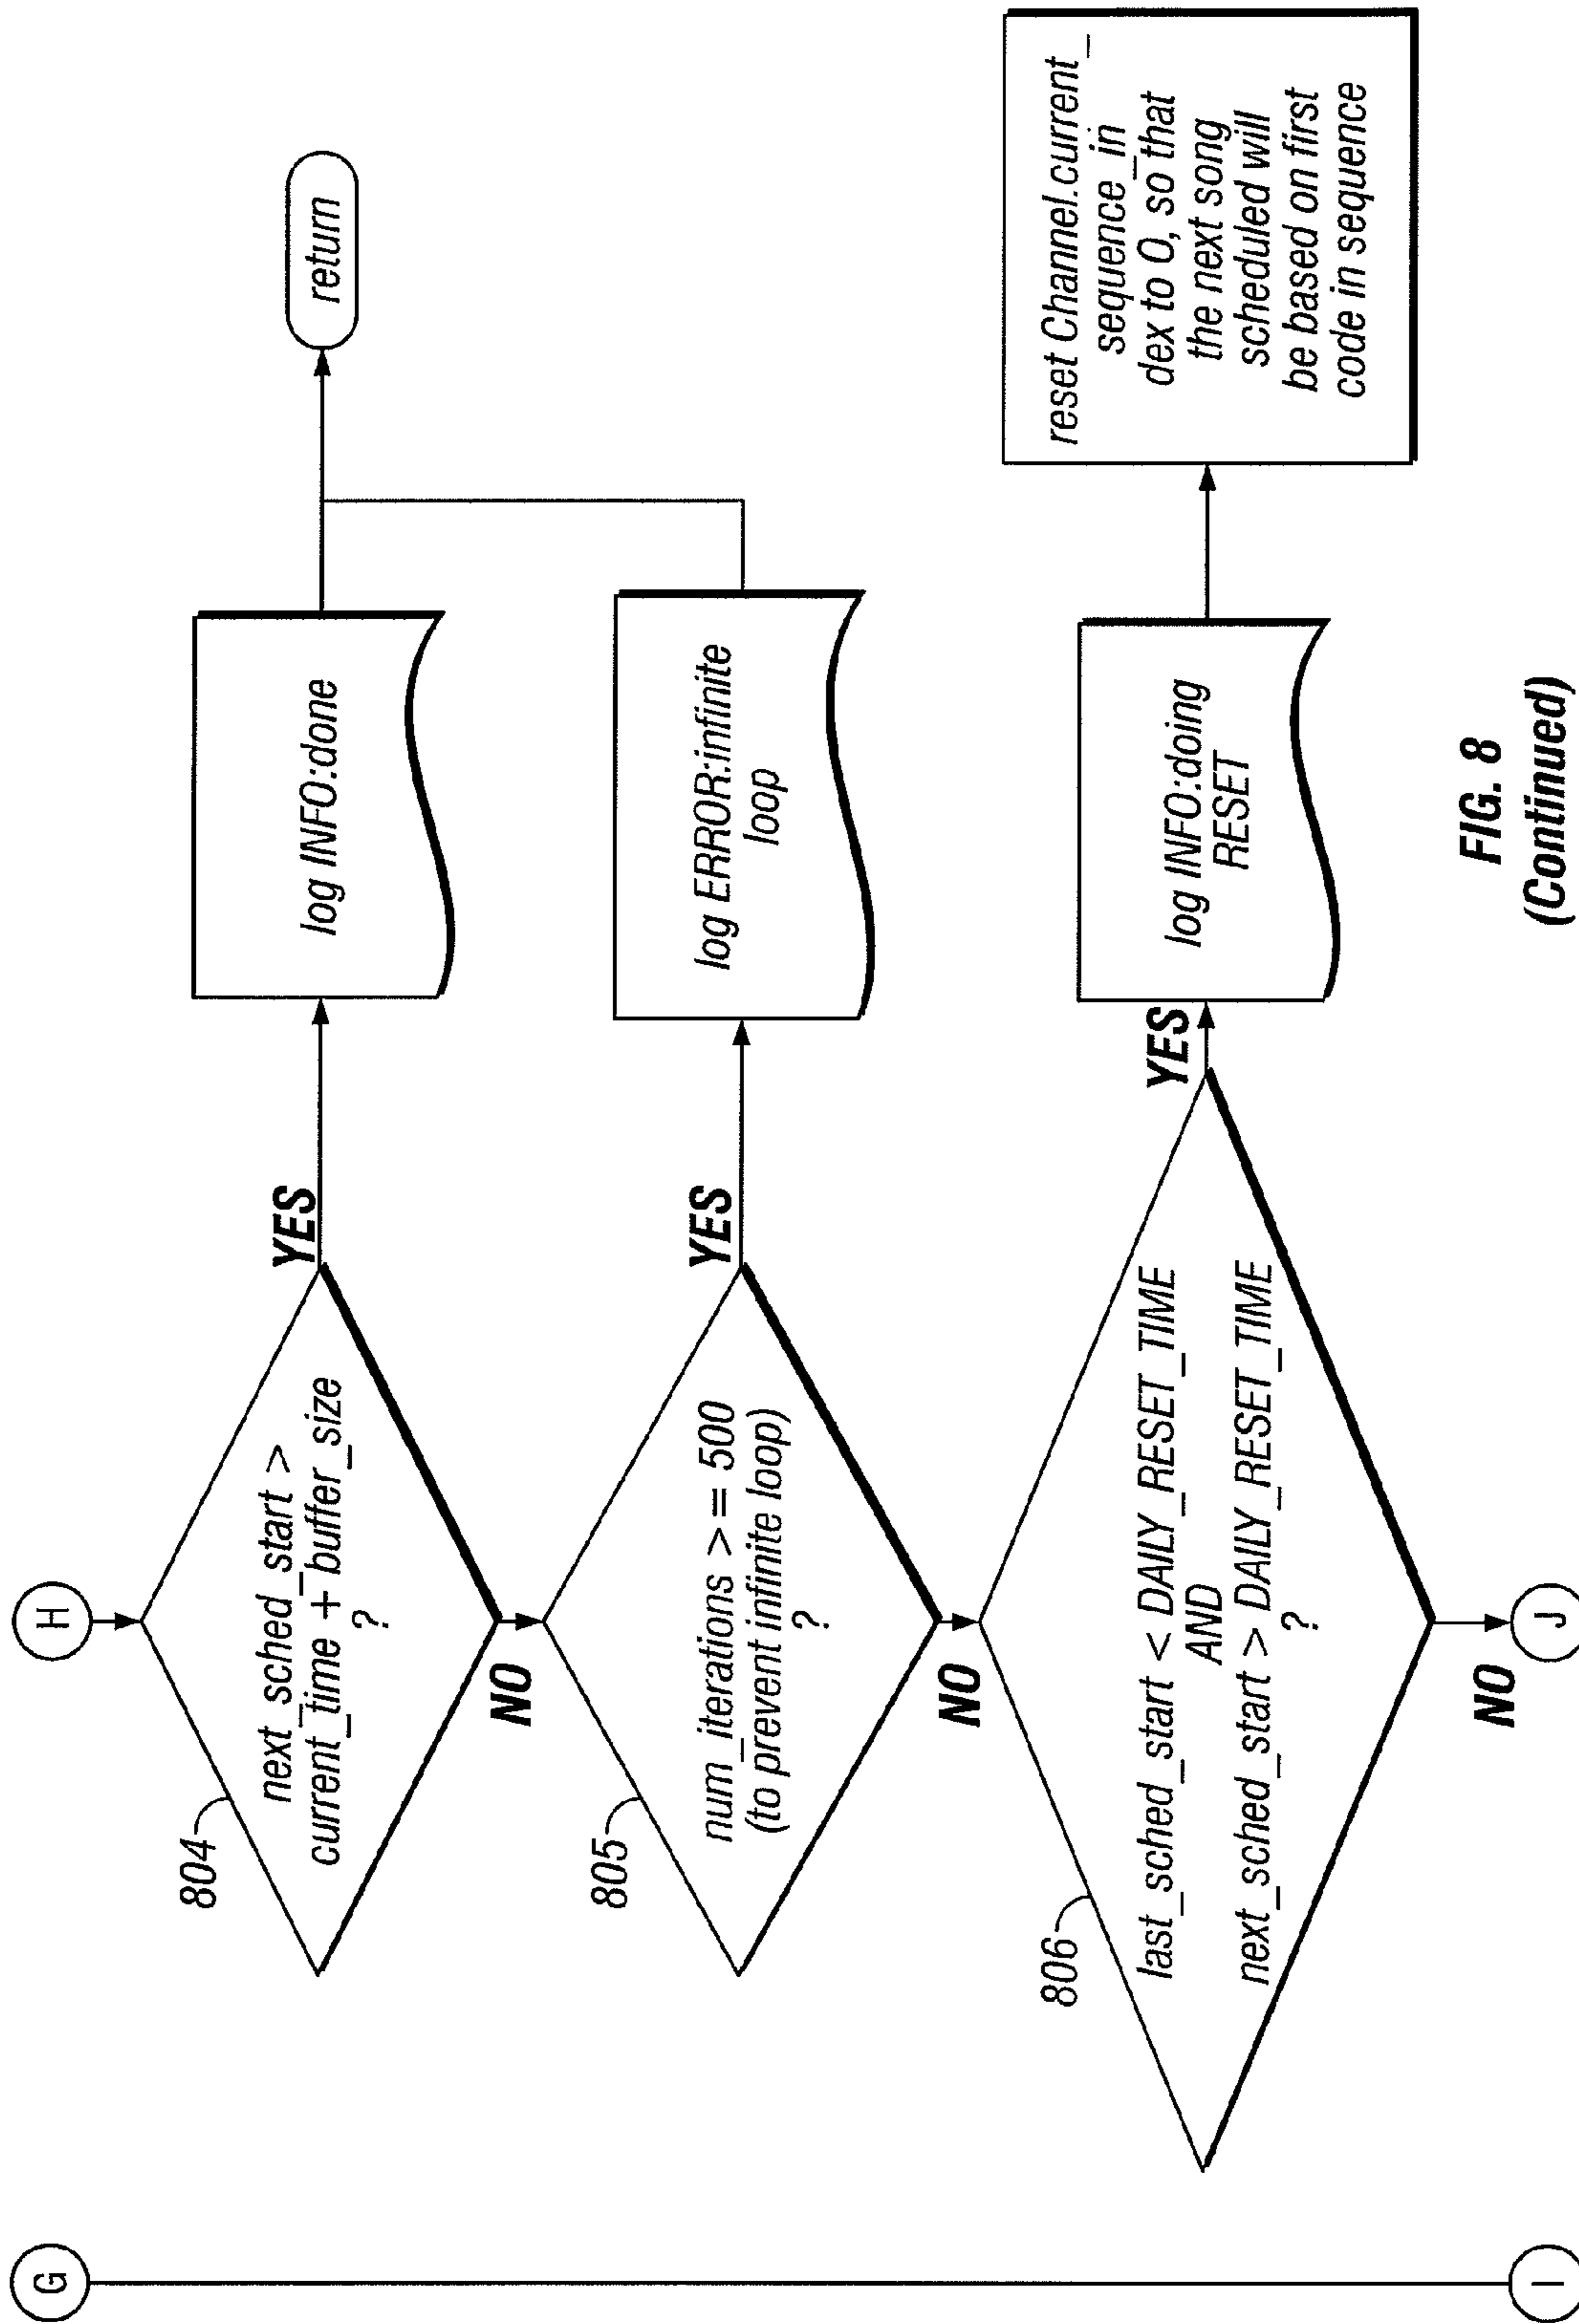 G
H
804
next_sched_start >
current_time + buffer_size
?
YES
log INFO:done
return
NO
805
num_iterations >= 500
(to prevent infinite loop)
?
YES
log ERROR:infinite
loop
NO
806
last_sched_start < DAILY_RESET_TIME
AND
next_sched_start > DAILY_RESET_TIME
?
YES
log INFO:doing
RESET
reset Channel.current_
sequence_in
dex to 0, so that
the next song
scheduled will
be based on first
code in sequence
NO
I
J
FIG. 8
(Continued)